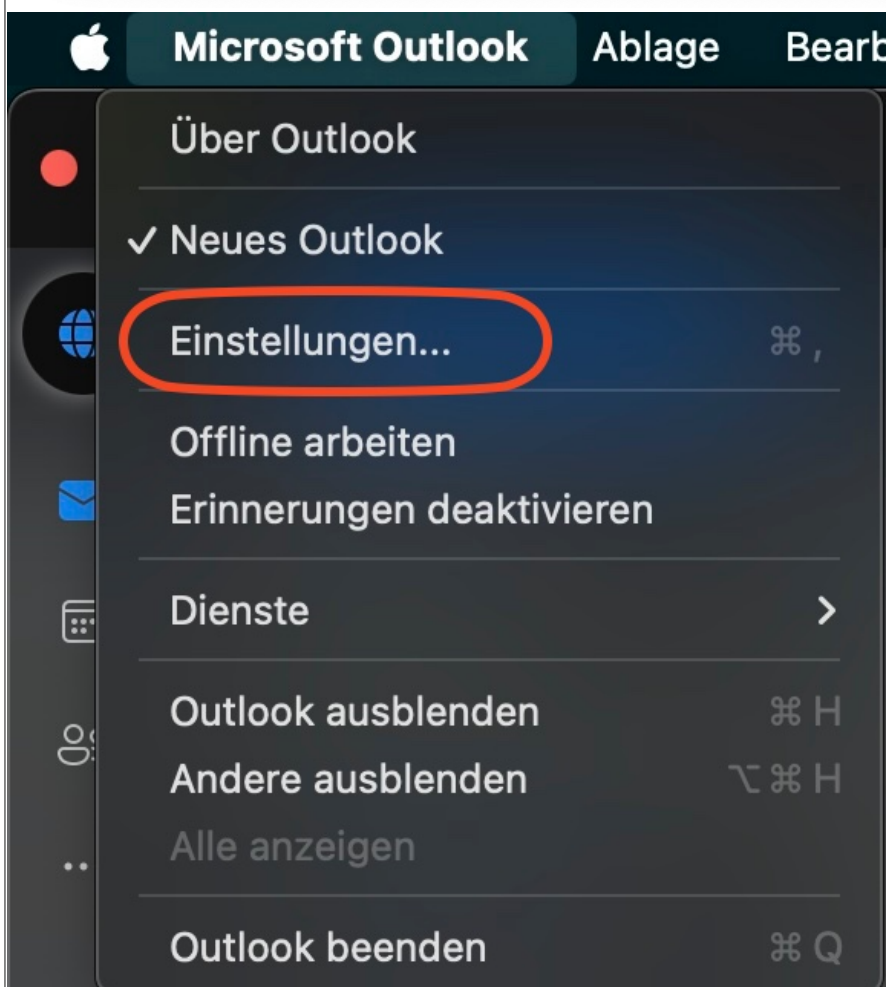 Microsoft Outlook Ablage Bearb
Über Outlook
✓ Neues Outlook
Einstellungen... ⌘ ,
Offline arbeiten
Erinnerungen deaktivieren
Dienste >
Outlook ausblenden ⌘ H
Andere ausblenden ⌥ ⌘ H
Alle anzeigen
Outlook beenden ⌘ Q